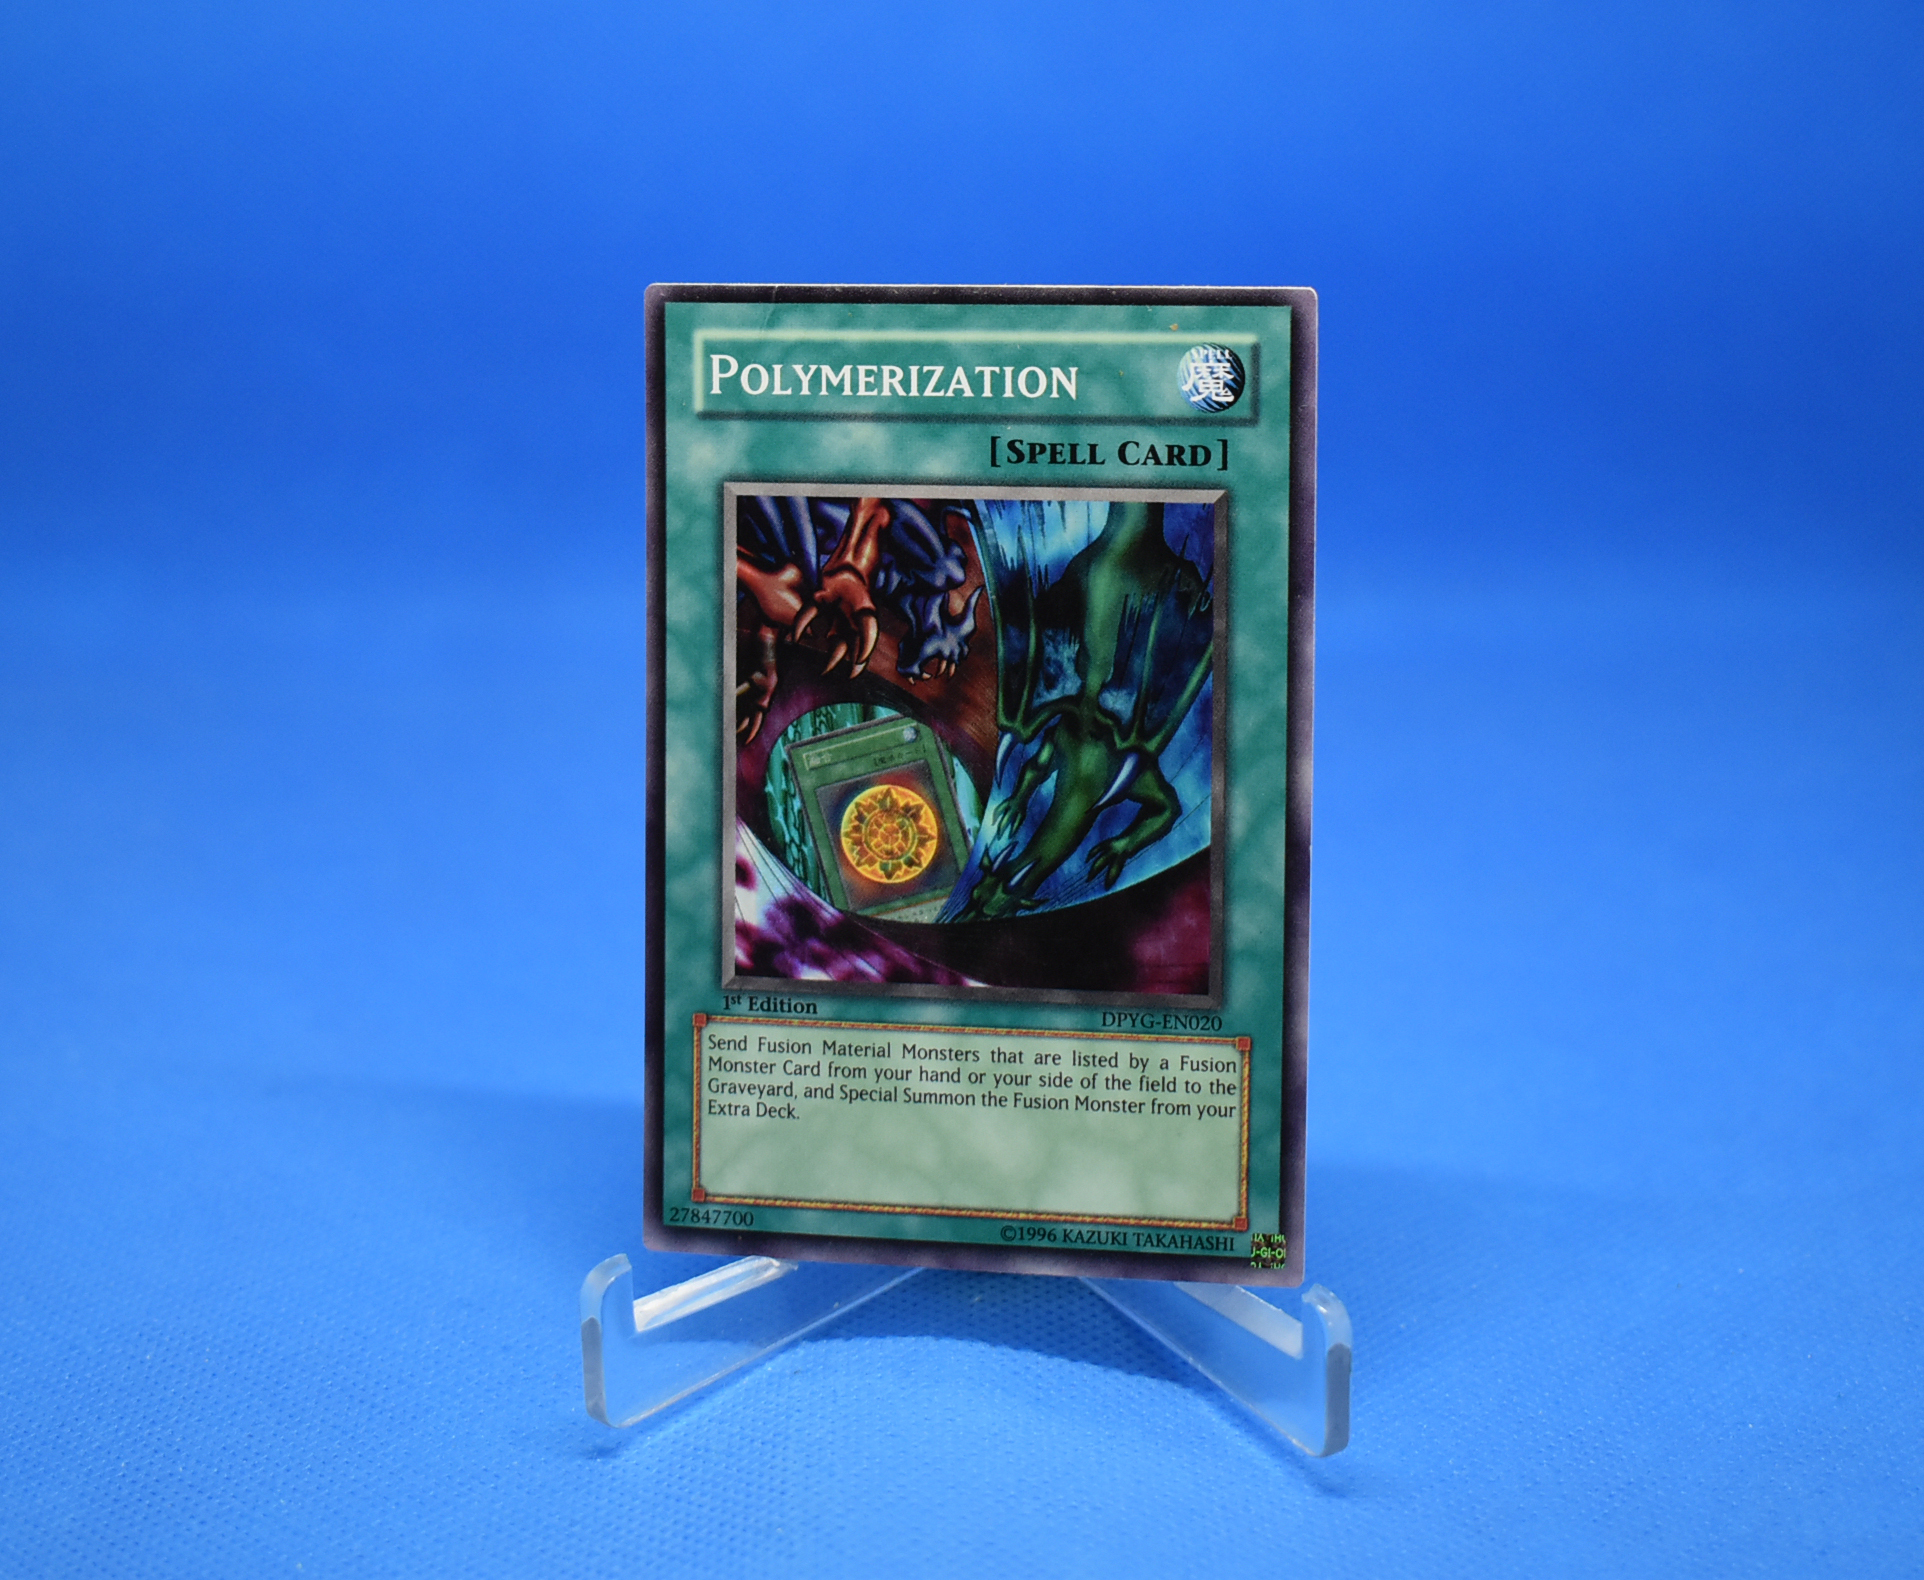 POLYMERIZATION
SPELL
魔
[SPELL CARD]
1st Edition
DPYG-EN020
Send Fusion Material Monsters that are listed by a Fusion
Monster Card from your hand or your side of the field to the
Graveyard, and Special Summon the Fusion Monster from your
Extra Deck.
27847700
©1996 KAZUKI TAKAHASHI